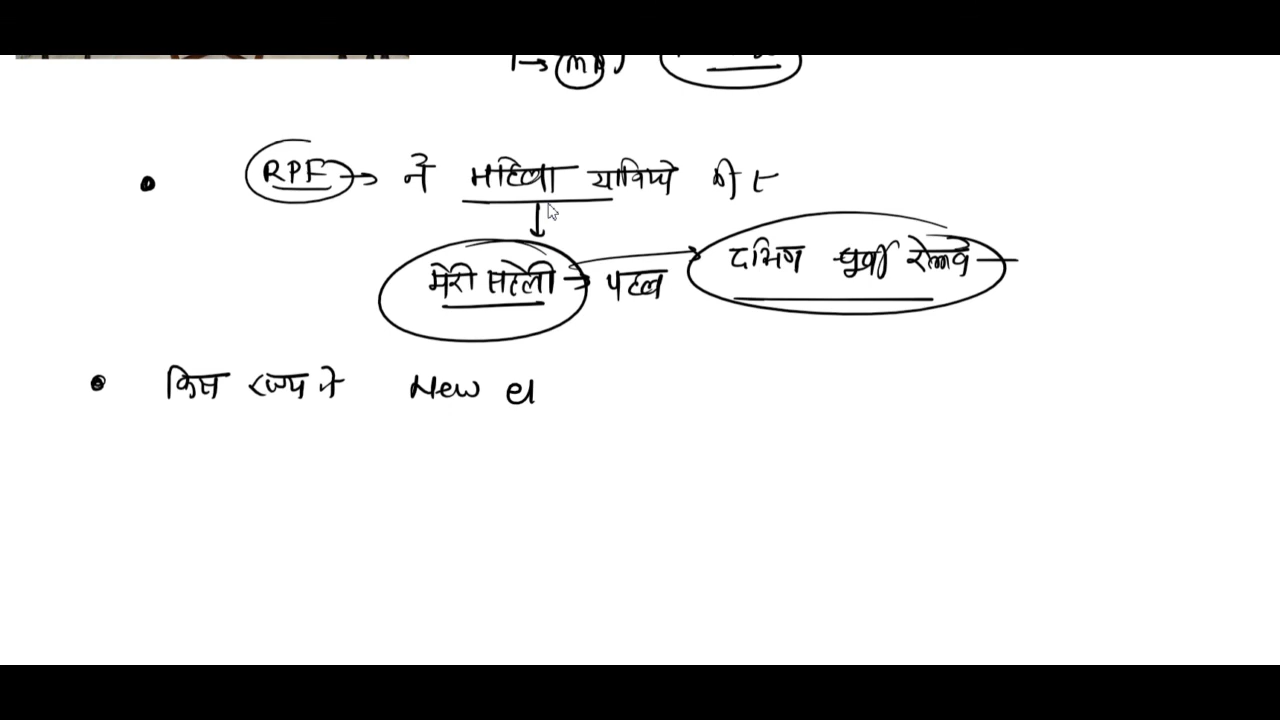 RPF → ने महिला यात्रियो की
मेरी सहेली → पहल दक्षिण पूर्वी रेलवे
किस राज्य ने New el